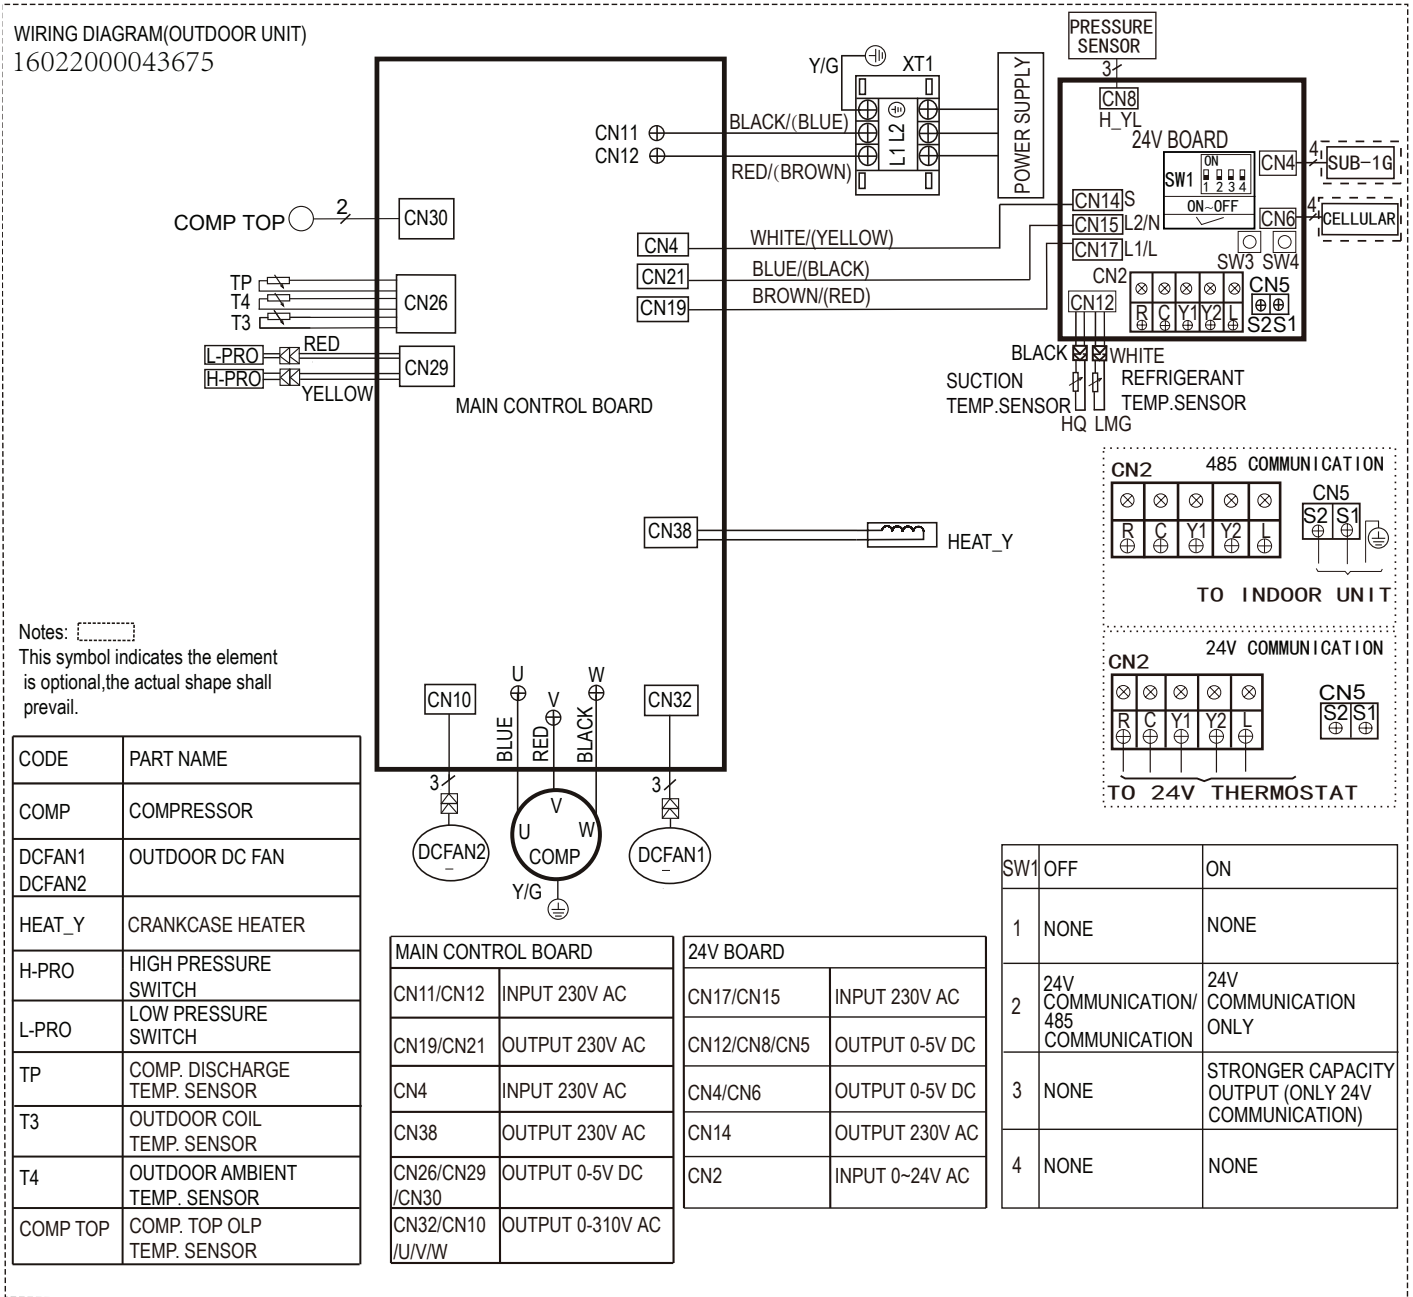 WIRING DIAGRAM(OUTDOOR UNIT)
16022000043675
COMP TOP
2
CN30
TP
T4
T3
CN26
L-PRO
RED
H-PRO
YELLOW
CN29
MAIN CONTROL BOARD
CN11
CN12
BLACK/(BLUE)
RED/(BROWN)
Y/G
XT1
L1 L2
POWER SUPPLY
CN4
WHITE/(YELLOW)
CN21
BLUE/(BLACK)
CN19
BROWN/(RED)
PRESSURE
SENSOR
3
CN8
H_YL
24V BOARD
SW1
ON
1 2 3 4
ON~OFF
CN4
4
SUB-1G
CN6
4
CELLULAR
CN14 S
CN15 L2/N
CN17 L1/L
SW3 SW4
CN2
R C Y1 Y2 L
CN5
S2S1
CN12
BLACK
WHITE
SUCTION
TEMP.SENSOR
REFRIGERANT
TEMP.SENSOR
HQ LMG
CN38
HEAT_Y
CN2
485 COMMUNICATION
R C Y1 Y2 L
CN5
S2 S1
TO INDOOR UNIT
24V COMMUNICATION
CN2
R C Y1 Y2 L
CN5
S2 S1
TO 24V THERMOSTAT
Notes:
This symbol indicates the element
is optional,the actual shape shall
prevail.
CN10
U
V
W
CN32
BLUE
RED
BLACK
3
3
DCFAN2
U V W
COMP
Y/G
DCFAN1
CODE PART NAME
COMP COMPRESSOR
DCFAN1 OUTDOOR DC FAN
DCFAN2
HEAT_Y CRANKCASE HEATER
H-PRO HIGH PRESSURE
SWITCH
L-PRO LOW PRESSURE
SWITCH
TP COMP. DISCHARGE
TEMP. SENSOR
T3 OUTDOOR COIL
TEMP. SENSOR
T4 OUTDOOR AMBIENT
TEMP. SENSOR
COMP TOP COMP. TOP OLP
TEMP. SENSOR
MAIN CONTROL BOARD
CN11/CN12 INPUT 230V AC
CN19/CN21 OUTPUT 230V AC
CN4 INPUT 230V AC
CN38 OUTPUT 230V AC
CN26/CN29 OUTPUT 0-5V DC
/CN30
CN32/CN10 OUTPUT 0-310V AC
/U/V/W
24V BOARD
CN17/CN15 INPUT 230V AC
CN12/CN8/CN5 OUTPUT 0-5V DC
CN4/CN6 OUTPUT 0-5V DC
CN14 OUTPUT 230V AC
CN2 INPUT 0~24V AC
SW1 OFF ON
1 NONE NONE
2
24V
COMMUNICATION/
485
COMMUNICATION
24V
COMMUNICATION
ONLY
3 NONE
STRONGER CAPACITY
OUTPUT (ONLY 24V
COMMUNICATION)
4 NONE NONE